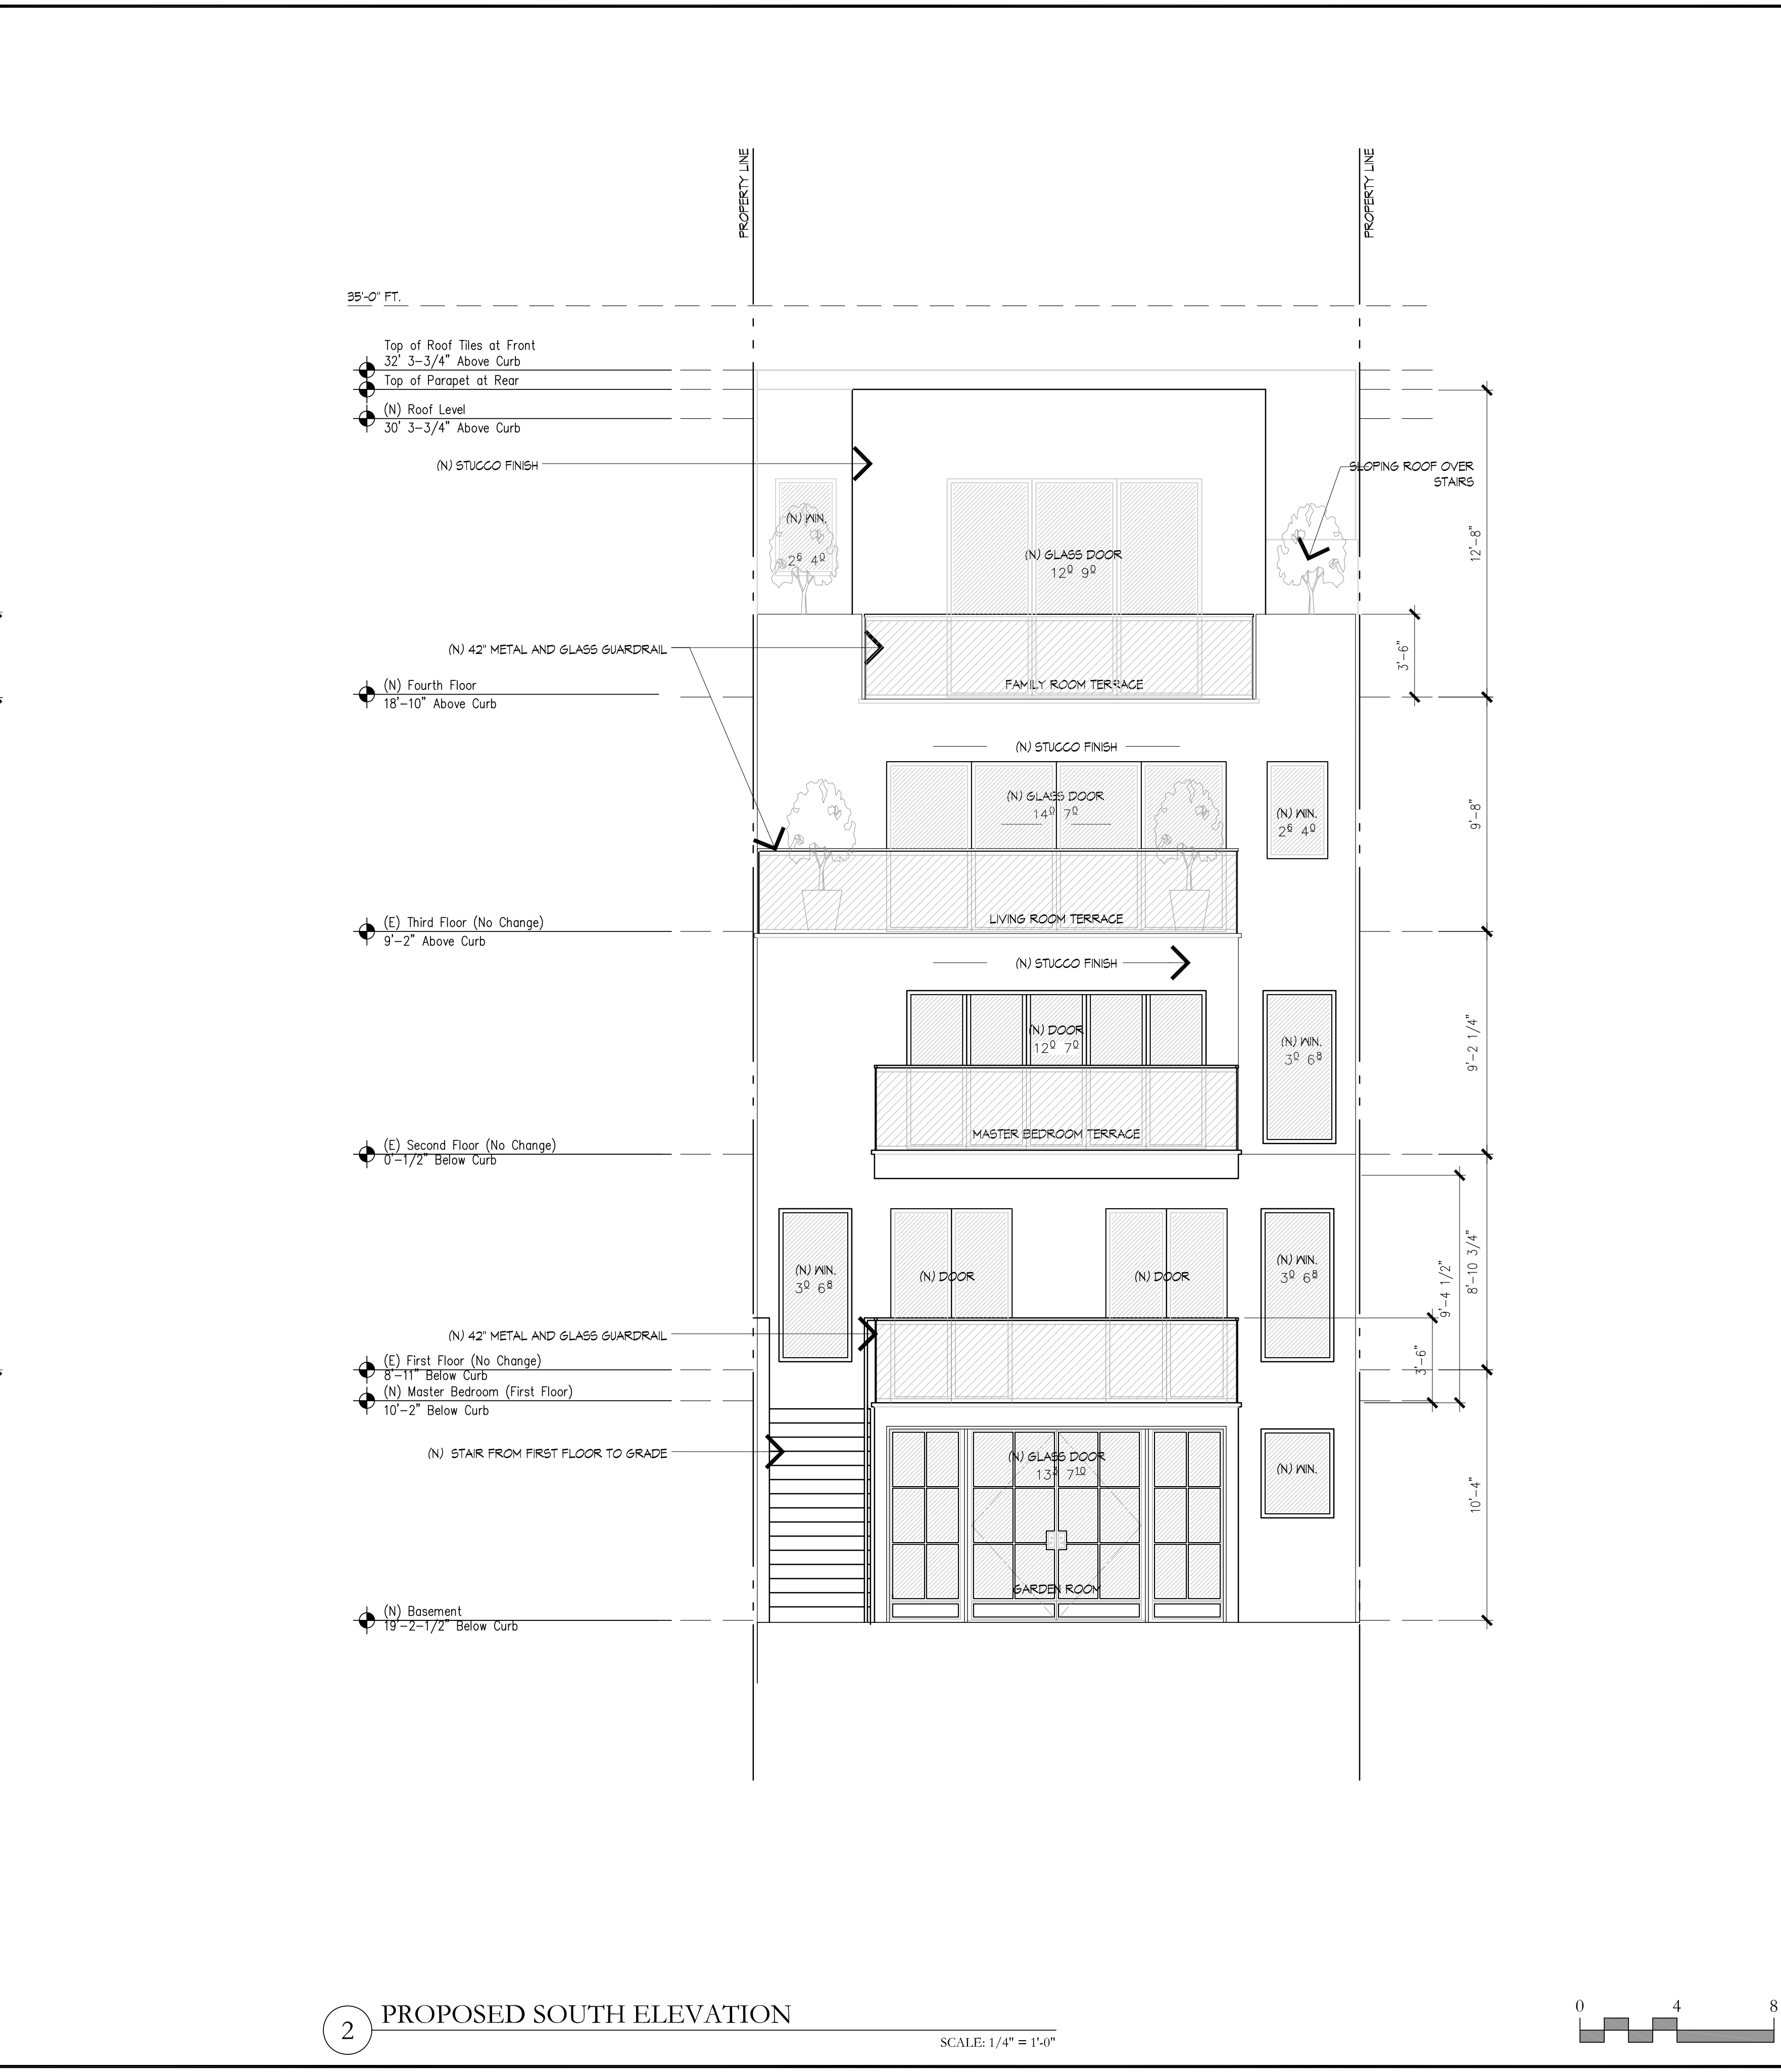 PROPERTY LINE
PROPERTY LINE
35'-0" FT.
Top of Roof Tiles at Front
32' 3-3/4" Above Curb
Top of Parapet at Rear
(N) Roof Level
30' 3-3/4" Above Curb
(N) STUCCO FINISH
SLOPING ROOF OVER
STAIRS
(N) WIN.
2⁶ 4⁰
(N) GLASS DOOR
12⁰ 9⁰
12'-8"
(N) 42" METAL AND GLASS GUARDRAIL
3'-6"
FAMILY ROOM TERRACE
(N) Fourth Floor
18'-10" Above Curb
(N) STUCCO FINISH
(N) GLASS DOOR
14⁰ 7⁰
(N) WIN.
2⁶ 4⁰
9'-8"
LIVING ROOM TERRACE
(E) Third Floor (No Change)
9'-2" Above Curb
(N) STUCCO FINISH
(N) DOOR
12⁰ 7⁰
(N) WIN.
3⁰ 6⁸
9'-2 1/4"
MASTER BEDROOM TERRACE
(E) Second Floor (No Change)
0'-1/2" Below Curb
(N) WIN.
3⁰ 6⁸
(N) DOOR
(N) DOOR
(N) WIN.
3⁰ 6⁸
9'-4 1/2"
8'-10 3/4"
(N) 42" METAL AND GLASS GUARDRAIL
3'-6"
(E) First Floor (No Change)
8'-11" Below Curb
(N) Master Bedroom (First Floor)
10'-2" Below Curb
(N) STAIR FROM FIRST FLOOR TO GRADE
(N) GLASS DOOR
13³ 7¹⁰
(N) WIN.
10'-4"
GARDEN ROOM
(N) Basement
19'-2-1/2" Below Curb
2
PROPOSED SOUTH ELEVATION
SCALE: 1/4" = 1'-0"
0 4 8